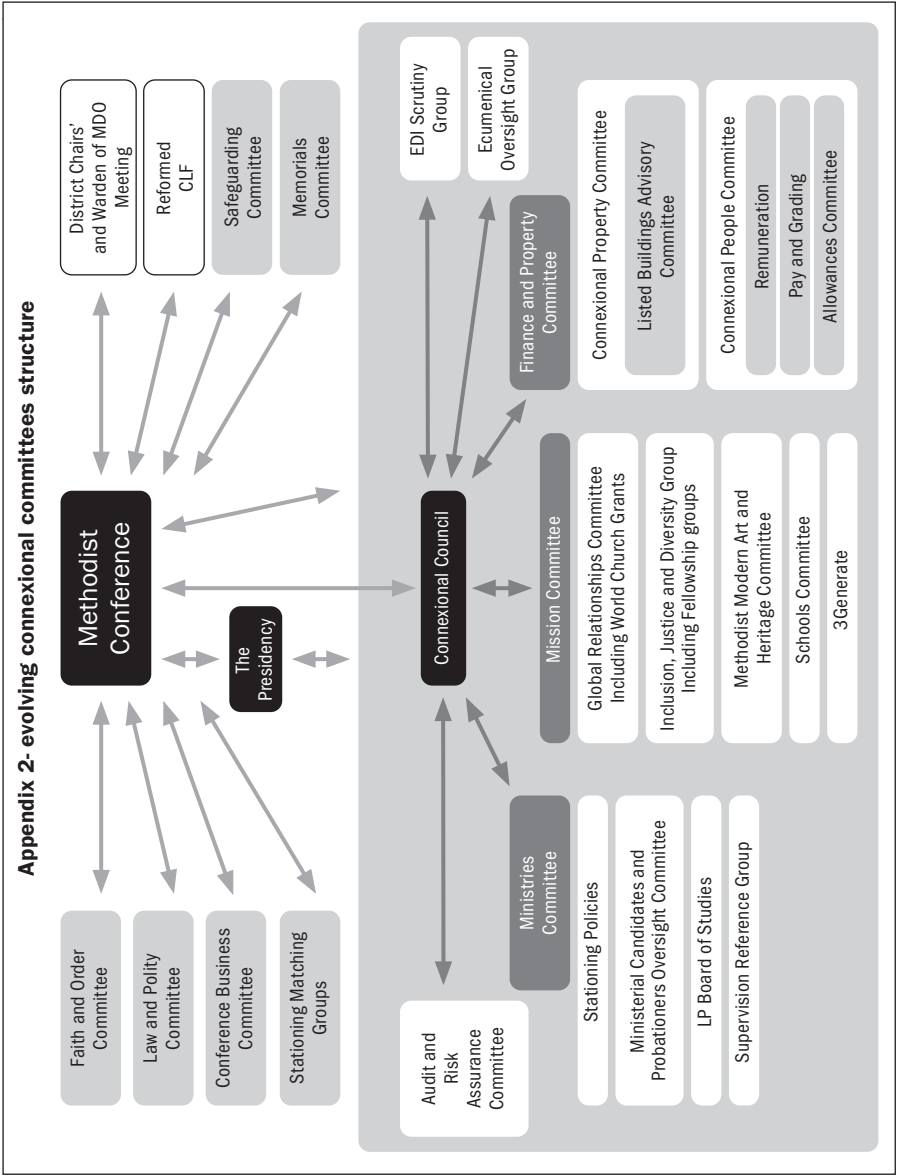 Appendix 2- evolving connexional committees structure
Faith and Order
Committee
Law and Polity
Committee
Conference Business
Committee
Stationing Matching
Groups
Methodist
Conference
The
Presidency
District Chairs'
and Warden of MDO
Meeting
Reformed
CLF
Safeguarding
Committee
Memorials
Committee
Audit and
Risk
Assurance
Committee
Connexional Council
EDI Scrutiny
Group
Ecumenical
Oversight Group
Ministries
Committee
Stationing Policies
Ministerial Candidates and
Probationers Oversight Committee
LP Board of Studies
Supervision Reference Group
Mission Committee
Global Relationships Committee
Including World Church Grants
Inclusion, Justice and Diversity Group
Including Fellowship groups
Methodist Modern Art and
Heritage Committee
Schools Committee
3Generate
Finance and Property
Committee
Connexional Property Committee
Listed Buildings Advisory
Committee
Connexional People Committee
Remuneration
Pay and Grading
Allowances Committee